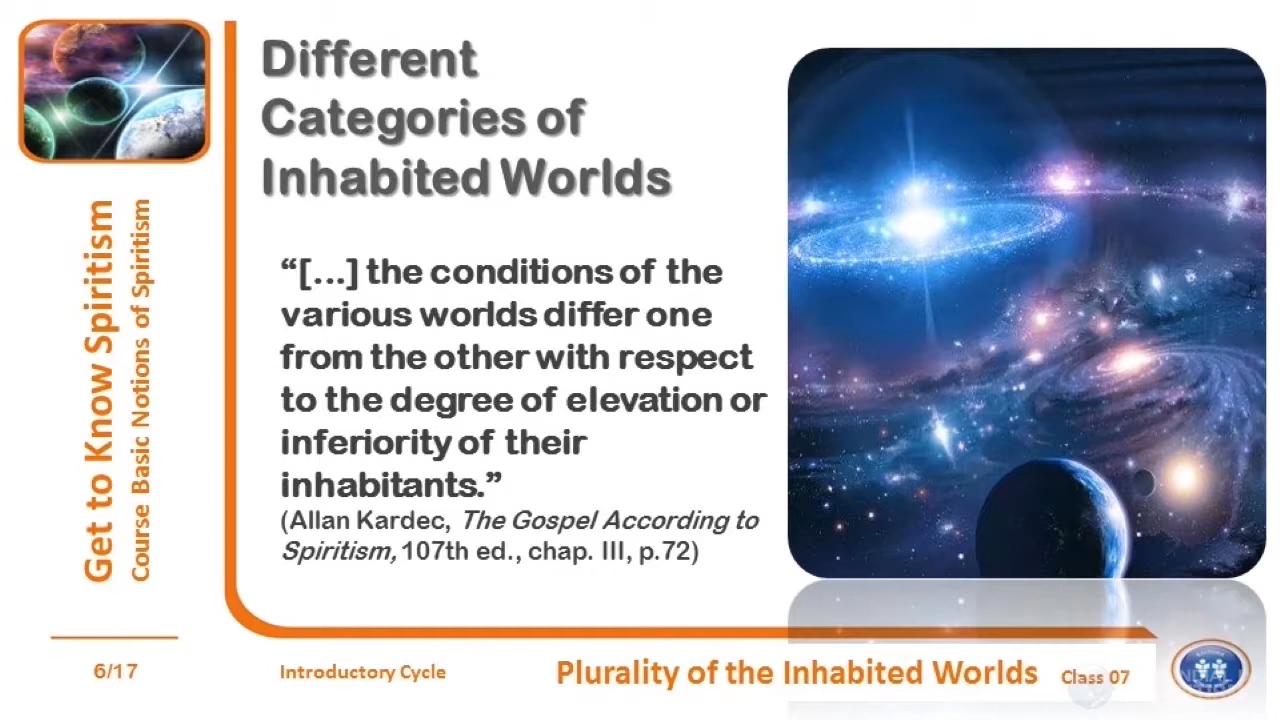 Different
Categories of
Inhabited Worlds
“[...] the conditions of the
various worlds differ one
from the other with respect
to the degree of elevation or
inferiority of their
inhabitants.”
(Allan Kardec, The Gospel According to
Spiritism, 107th ed., chap. III, p.72)
Get to Know Spiritism
Course Basic Notions of Spiritism
6/17
Introductory Cycle
Plurality of the Inhabited Worlds
Class 07